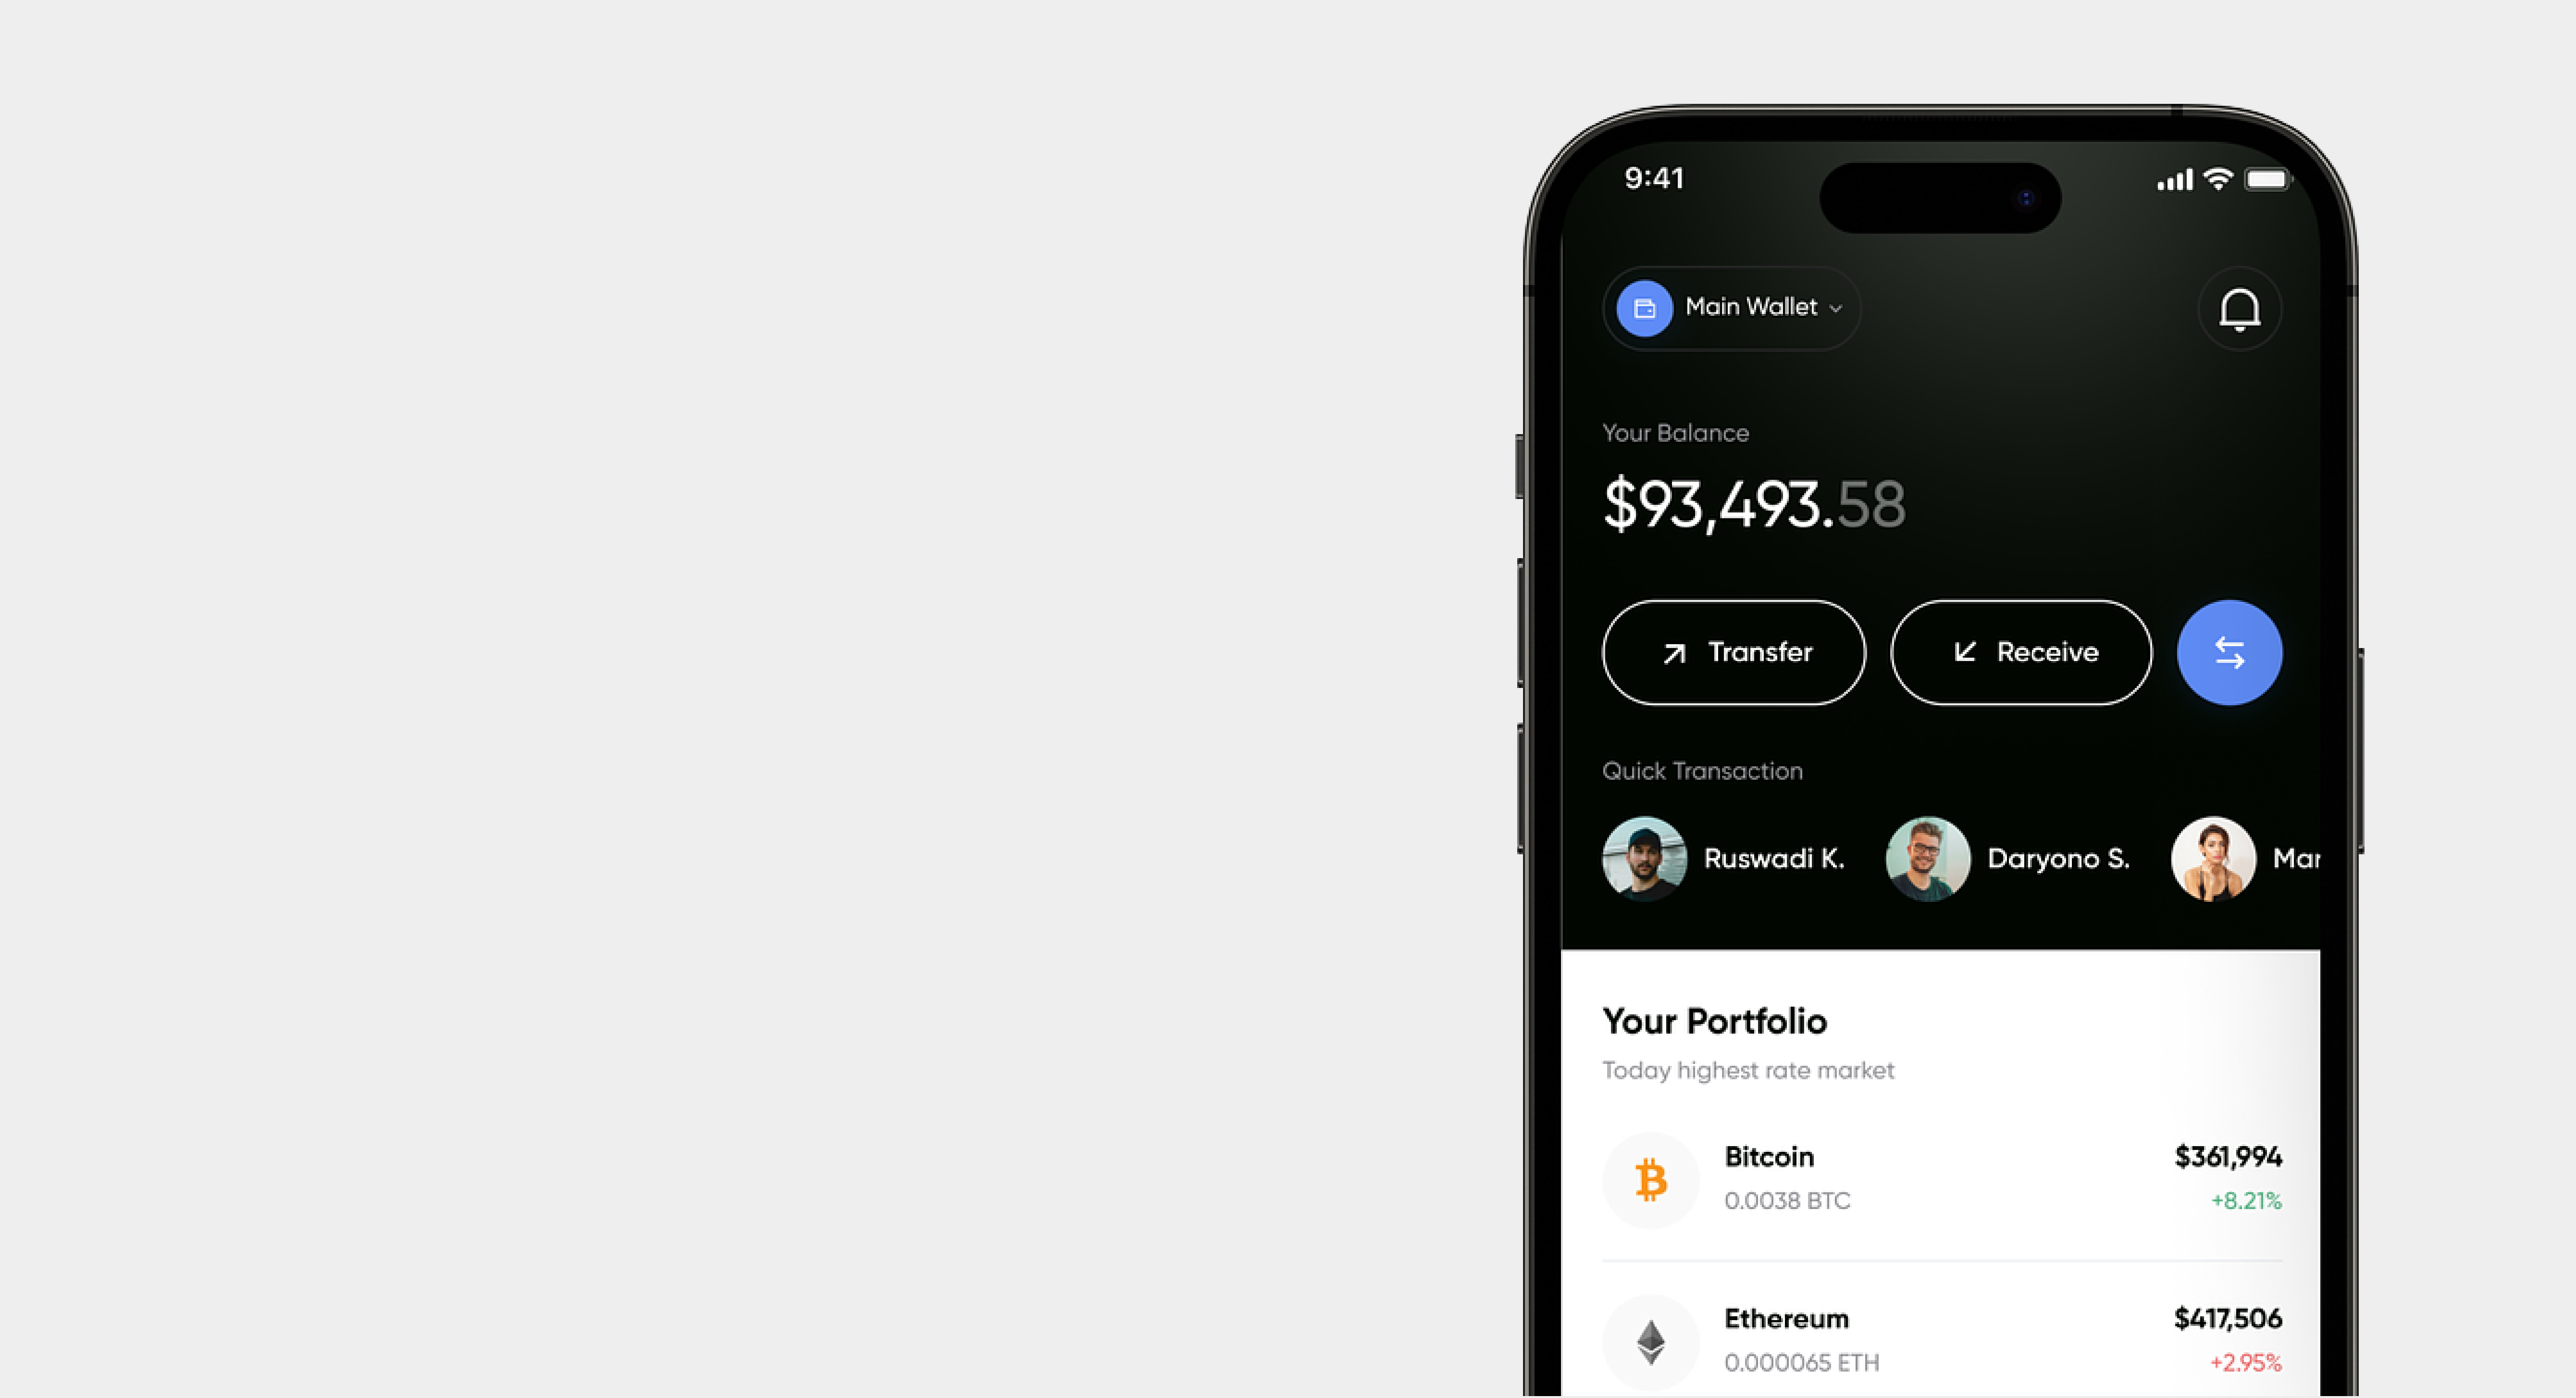 9:41
Main Wallet
Your Balance
$93,493.58
Transfer
Receive
Quick Transaction
Ruswadi K.
Daryono S.
Mar
Your Portfolio
Today highest rate market
Bitcoin
$361,994
0.0038 BTC
+8.21%
Ethereum
$417,506
0.000065 ETH
+2.95%